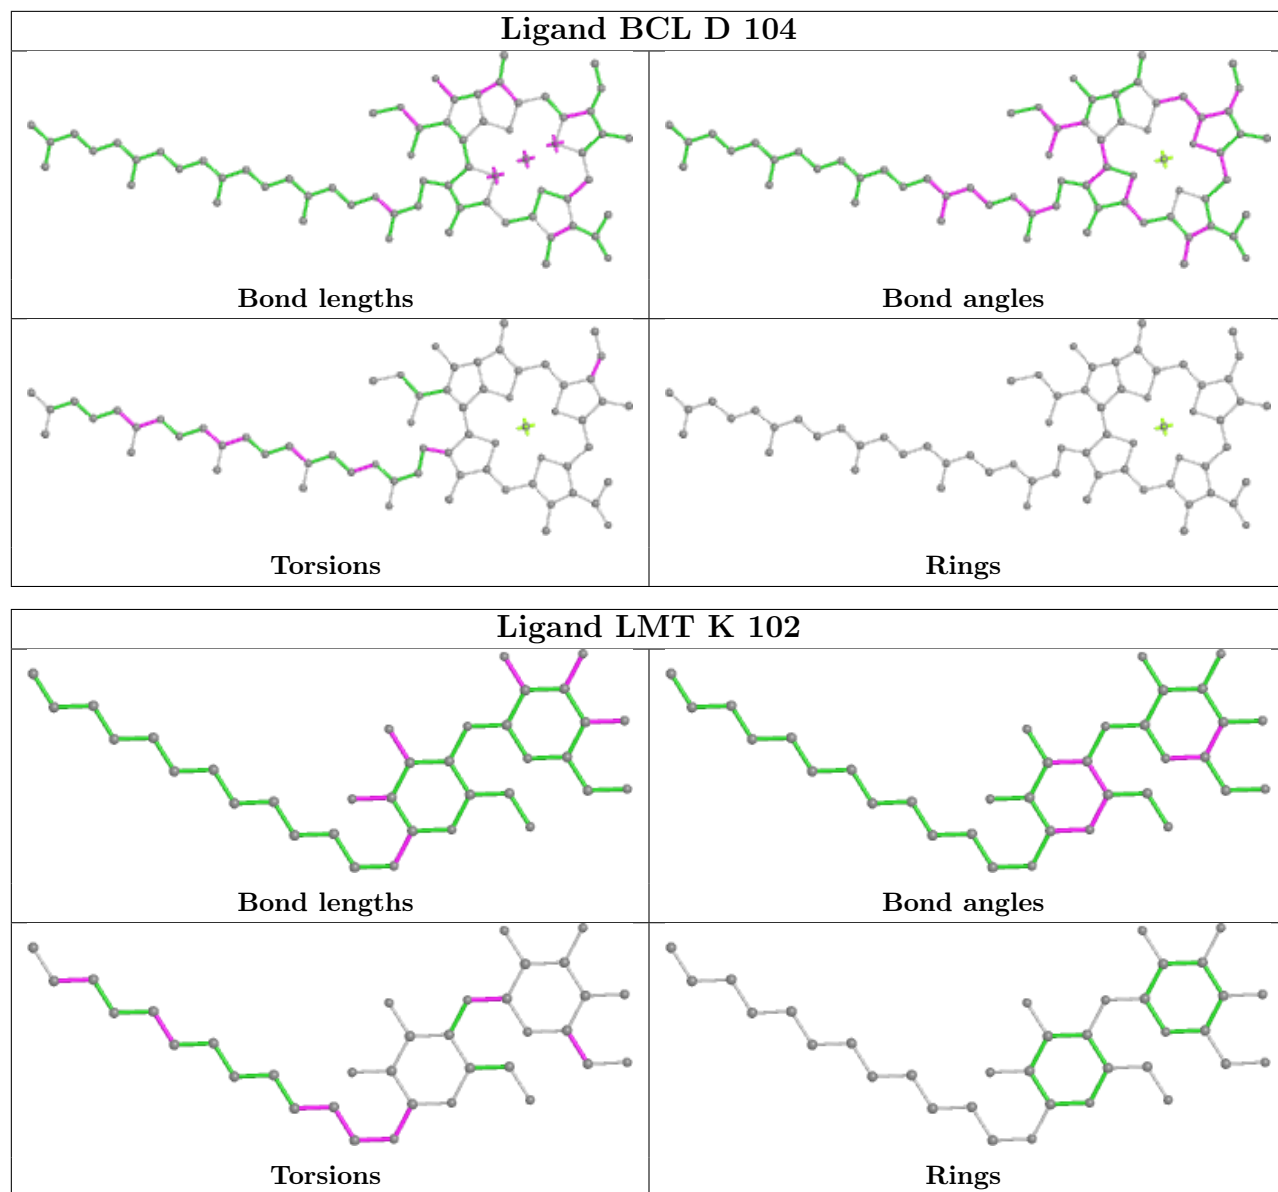 Ligand BCL D 104
Bond lengths
Bond angles
Torsions
Rings
Ligand LMT K 102
Bond lengths
Bond angles
Torsions
Rings